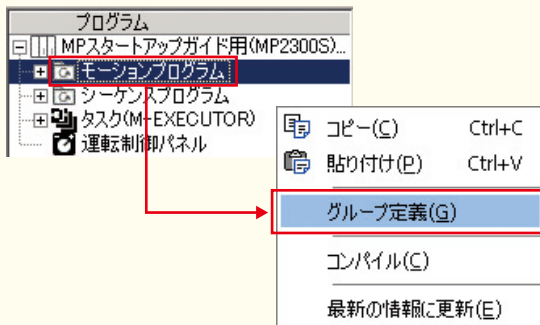 プログラム
MPスタートアップガイド用(MP2300S)...
モーションプログラム
シーケンスプログラム
タスク(M-EXECUTOR)
運転制御パネル
コピー(C) Ctrl+C
貼り付け(P) Ctrl+V
グループ定義(G)
コンパイル(C)
最新の情報に更新(E)